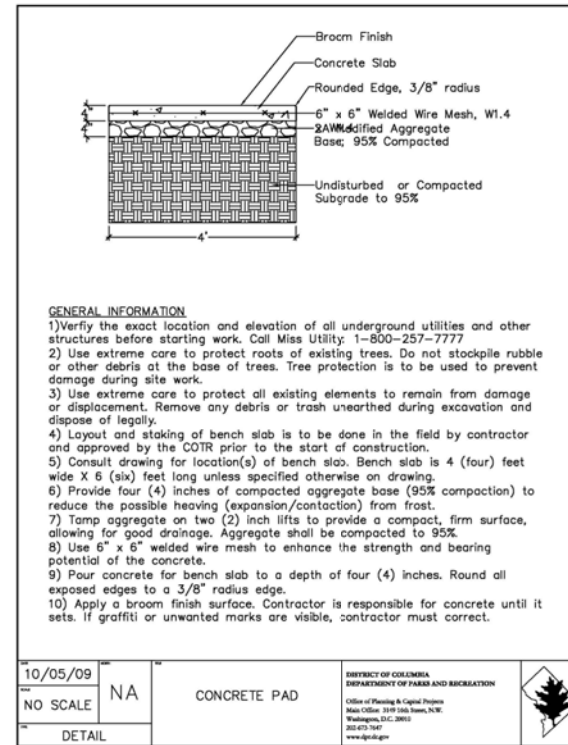 Broom Finish
Concrete Slab
Rounded Edge, 3/8" radius
4"
6" x 6" Welded Wire Mesh, W1.4
4"
Modified Aggregate
Base; 95% Compacted
Undisturbed or Compacted
Subgrade to 95%
4'
GENERAL INFORMATION
1)Verfiy the exact location and elevation of all underground utilities and other
structures before starting work. Call Miss Utility: 1-800-257-7777
2) Use extreme care to protect roots of existing trees. Do not stockpile rubble
or other debris at the base of trees. Tree protection is to be used to prevent
damage during site work.
3) Use extreme care to protect all existing elements to remain from damage
or displacement. Remove any debris or trash unearthed during excavation and
dispose of legally.
4) Layout and staking of bench slab is to be done in the field by contractor
and approved by the COTR prior to the start of construction.
5) Consult drawing for location(s) of bench slab. Bench slab is 4 (four) feet
wide X 6 (six) feet long unless specified otherwise on drawing.
6) Provide four (4) inches of compacted aggregate base (95% compaction) to
reduce the possible heaving (expansion/contaction) from frost.
7) Tamp aggregate on two (2) inch lifts to provide a compact, firm surface,
allowing for good drainage. Aggregate shall be compacted to 95%.
8) Use 6" x 6" welded wire mesh to enhance the strength and bearing
potential of the concrete.
9) Pour concrete for bench slab to a depth of four (4) inches. Round all
exposed edges to a 3/8" radius edge.
10) Apply a broom finish surface. Contractor is responsible for concrete until it
sets. If graffiti or unwanted marks are visible, contractor must correct.
10/05/09
NO SCALE
NA
DETAIL
CONCRETE PAD
DISTRICT OF COLUMBIA
DEPARTMENT OF PARKS AND RECREATION
Office of Planning & Capital Projects
Main Office: 3149 16th Street, N.W.
Washington, D.C. 20010
202-673-7647
www.dpr.dc.gov